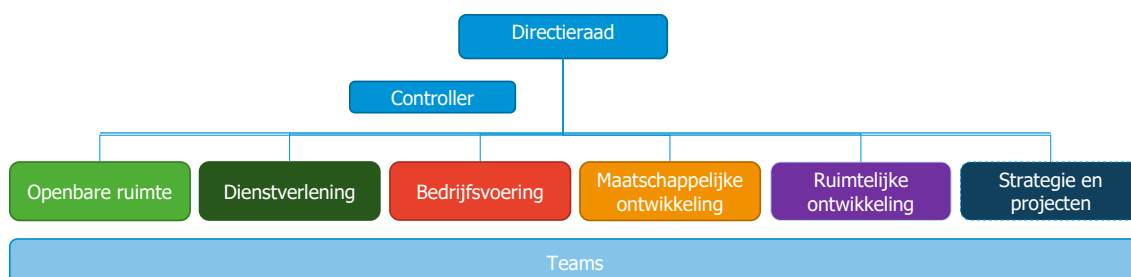 Directieraad
Controller
Openbare ruimte
Dienstverlening
Bedrijfsvoering
Maatschappelijke
ontwikkeling
Ruimtelijke
ontwikkeling
Strategie en
projecten
Teams